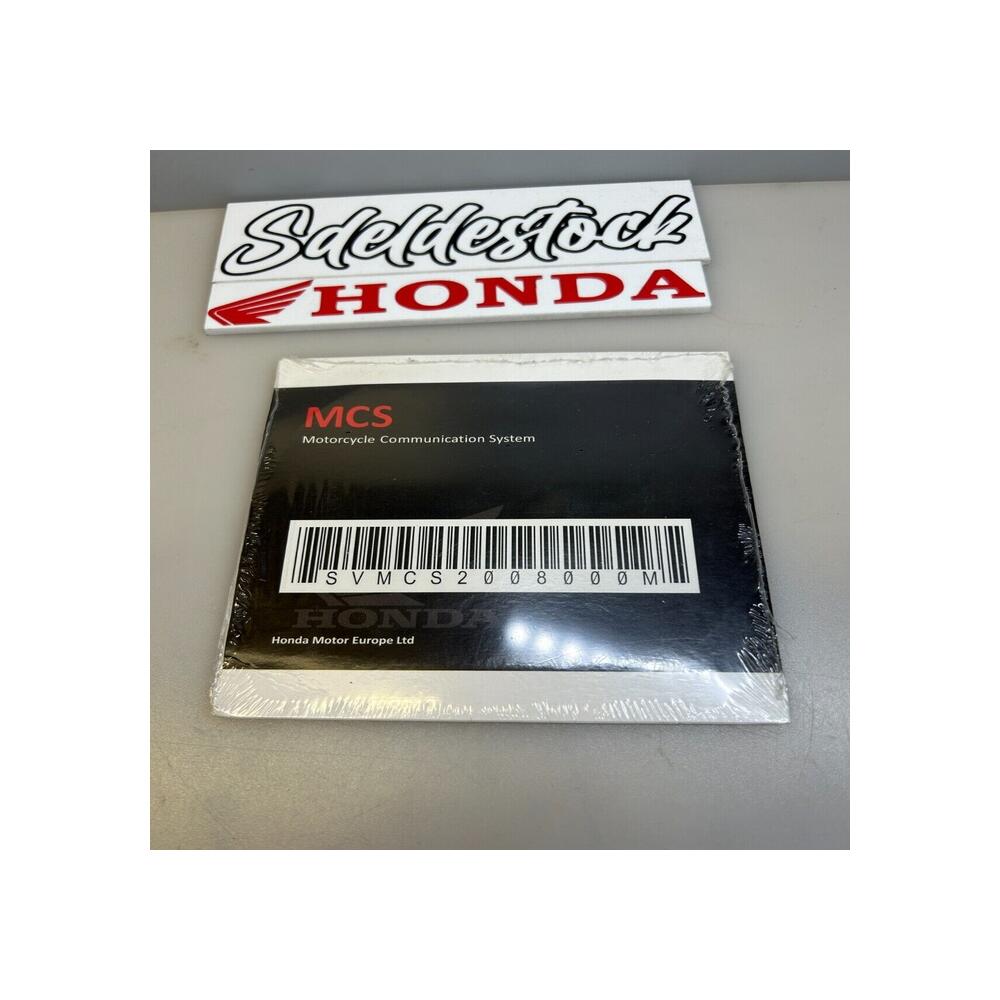 Sdeldestock
HONDA
MCS
Motorcycle Communication System
SVMCS2008000M
HONDA
Honda Motor Europe Ltd